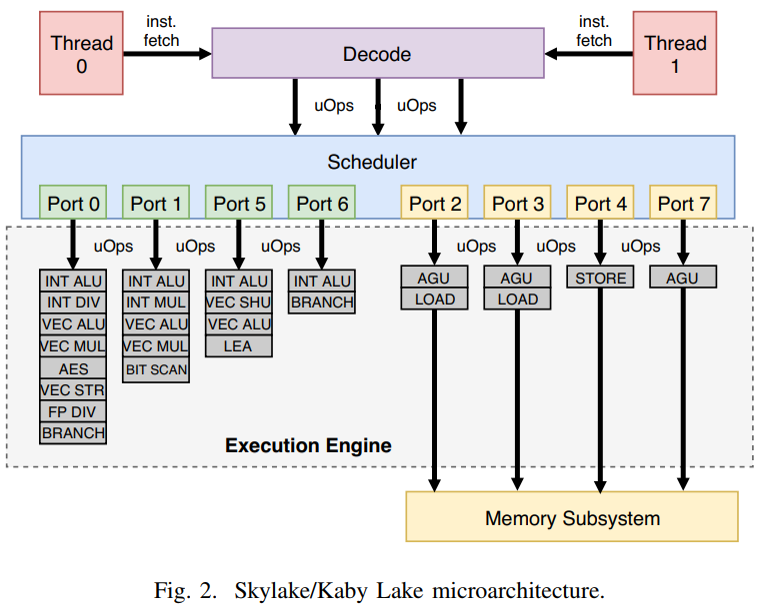 Thread
0
inst.
fetch
Decode
inst.
fetch
Thread
1
uOps
uOps
Scheduler
Port 0
Port 1
Port 5
Port 6
Port 2
Port 3
Port 4
Port 7
uOps
uOps
uOps
uOps
uOps
uOps
INT ALU
INT DIV
VEC ALU
VEC MUL
AES
VEC STR
FP DIV
BRANCH
INT ALU
INT MUL
VEC ALU
VEC MUL
BIT SCAN
INT ALU
VEC SHU
VEC ALU
LEA
INT ALU
BRANCH
AGU
LOAD
AGU
LOAD
STORE
AGU
Execution Engine
Memory Subsystem
Fig. 2. Skylake/Kaby Lake microarchitecture.